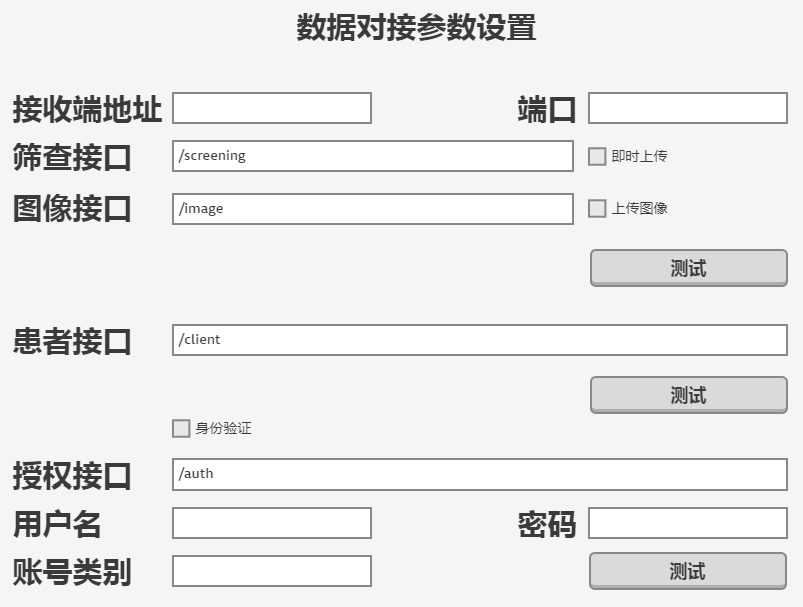 数据对接参数设置
接收端地址 端口
筛查接口 /screening 即时上传
图像接口 /image 上传图像
测试
患者接口 /client
测试
身份验证
授权接口 /auth
用户名 密码
账号类别 测试